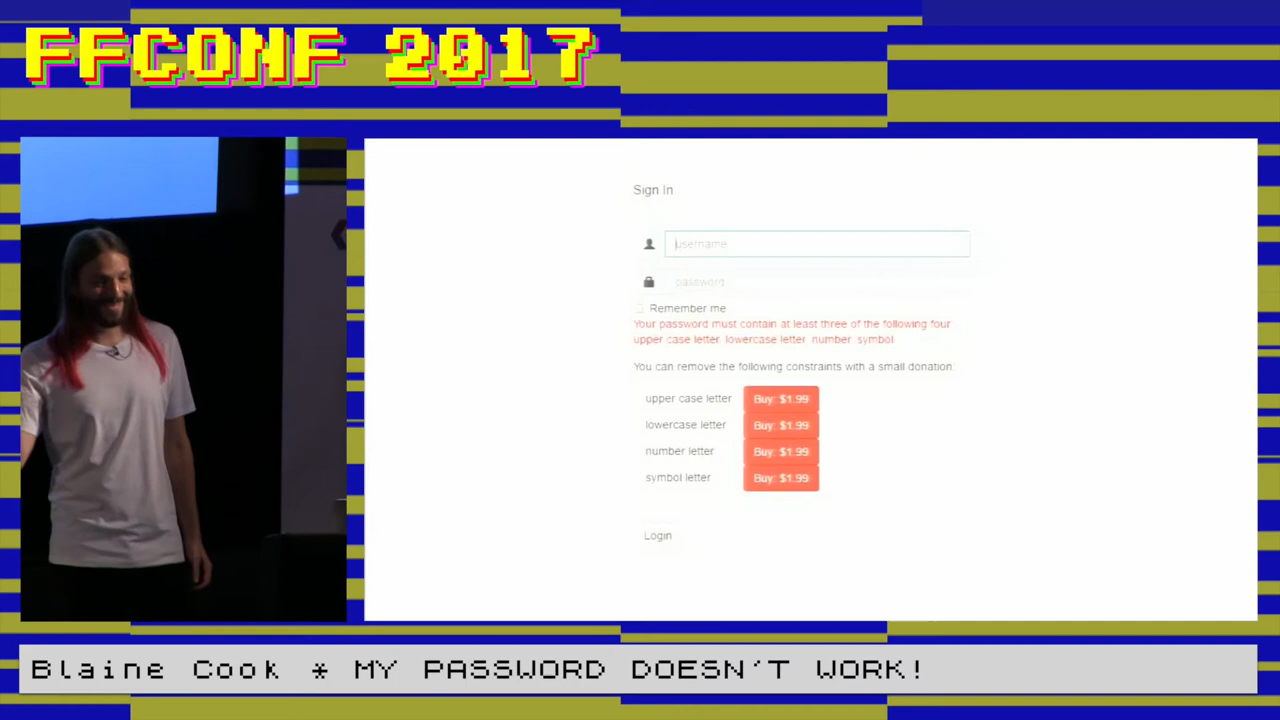 FFCONF 2017
Sign In
username
password
Remember me
Your password must contain at least three of the following four
upper case letter lowercase letter number symbol
You can remove the following constraints with a small donation:
upper case letter Buy: $1.99
lowercase letter Buy: $1.99
number letter Buy: $1.99
symbol letter Buy: $1.99
Login
Blaine Cook * MY PASSWORD DOESN'T WORK!